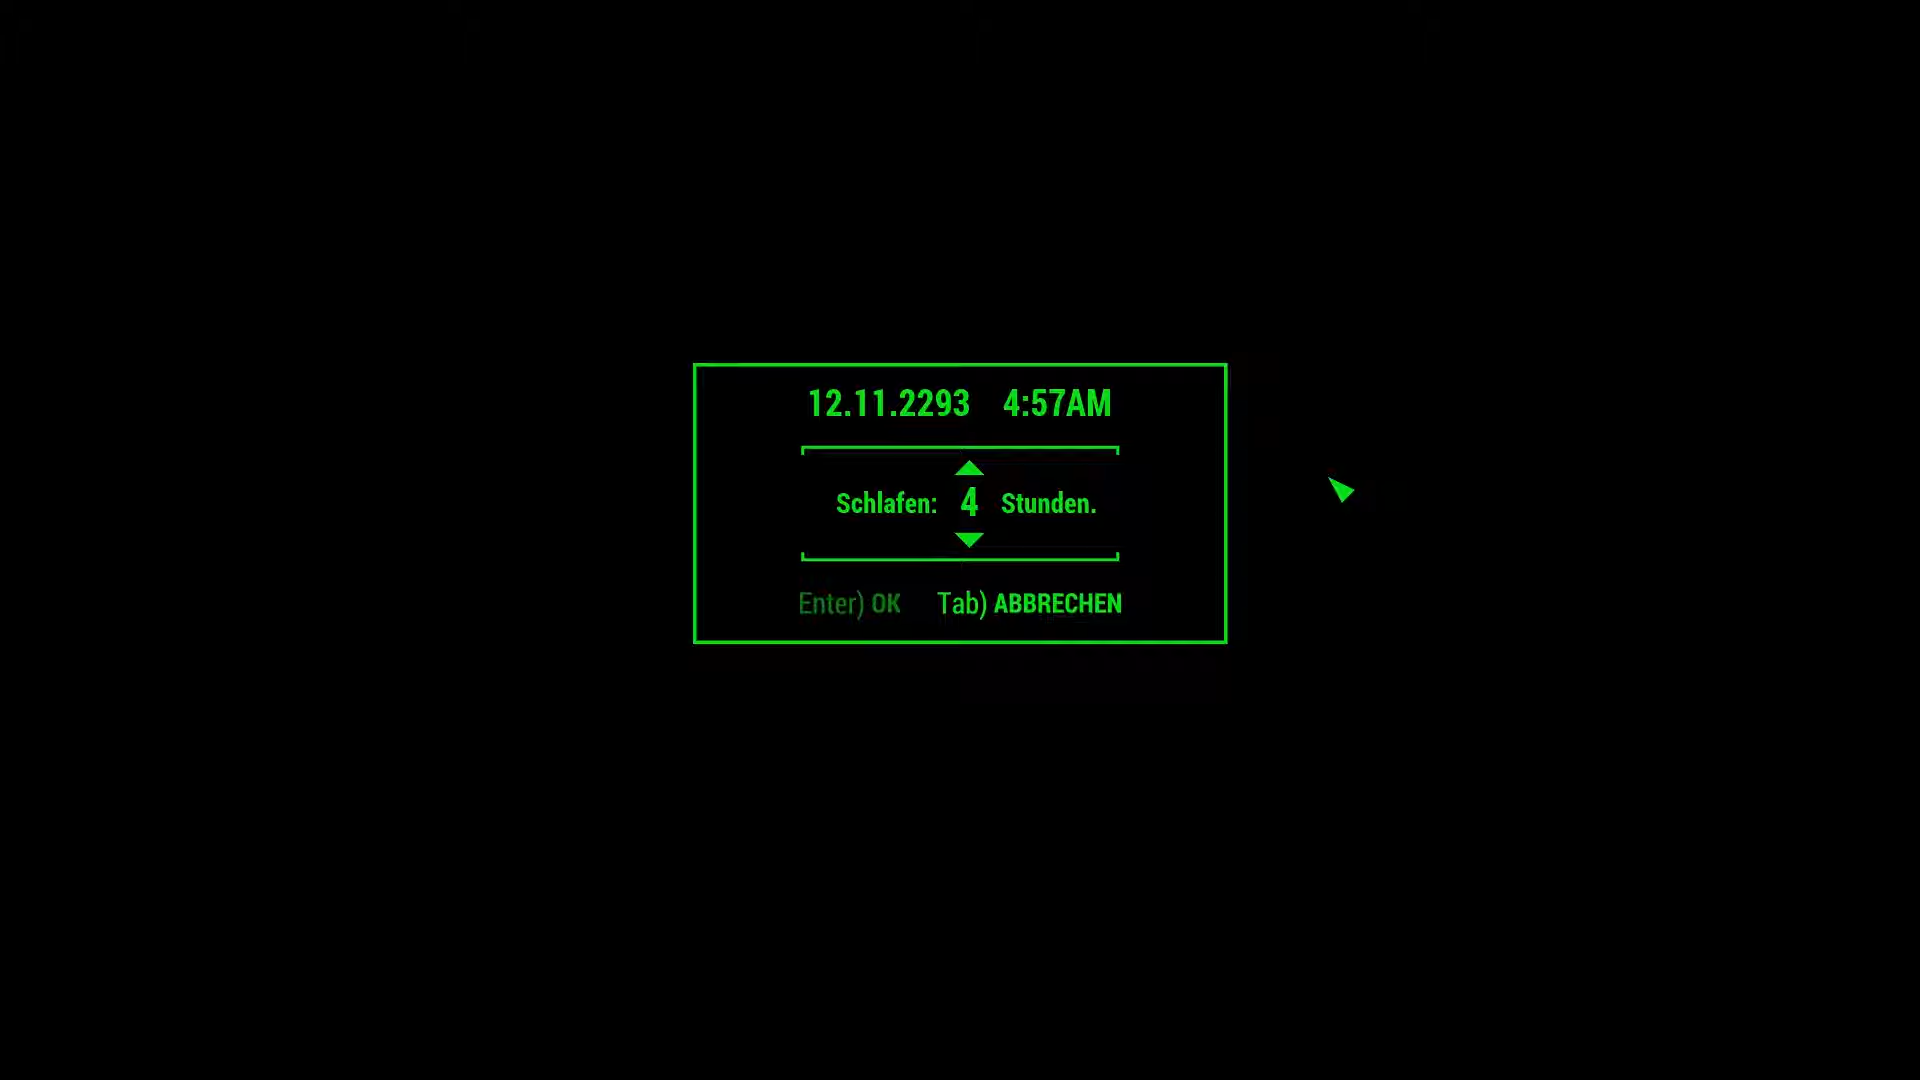 12.11.2293 4:57AM
Schlafen: 4 Stunden.
Enter) OK Tab) ABBRECHEN